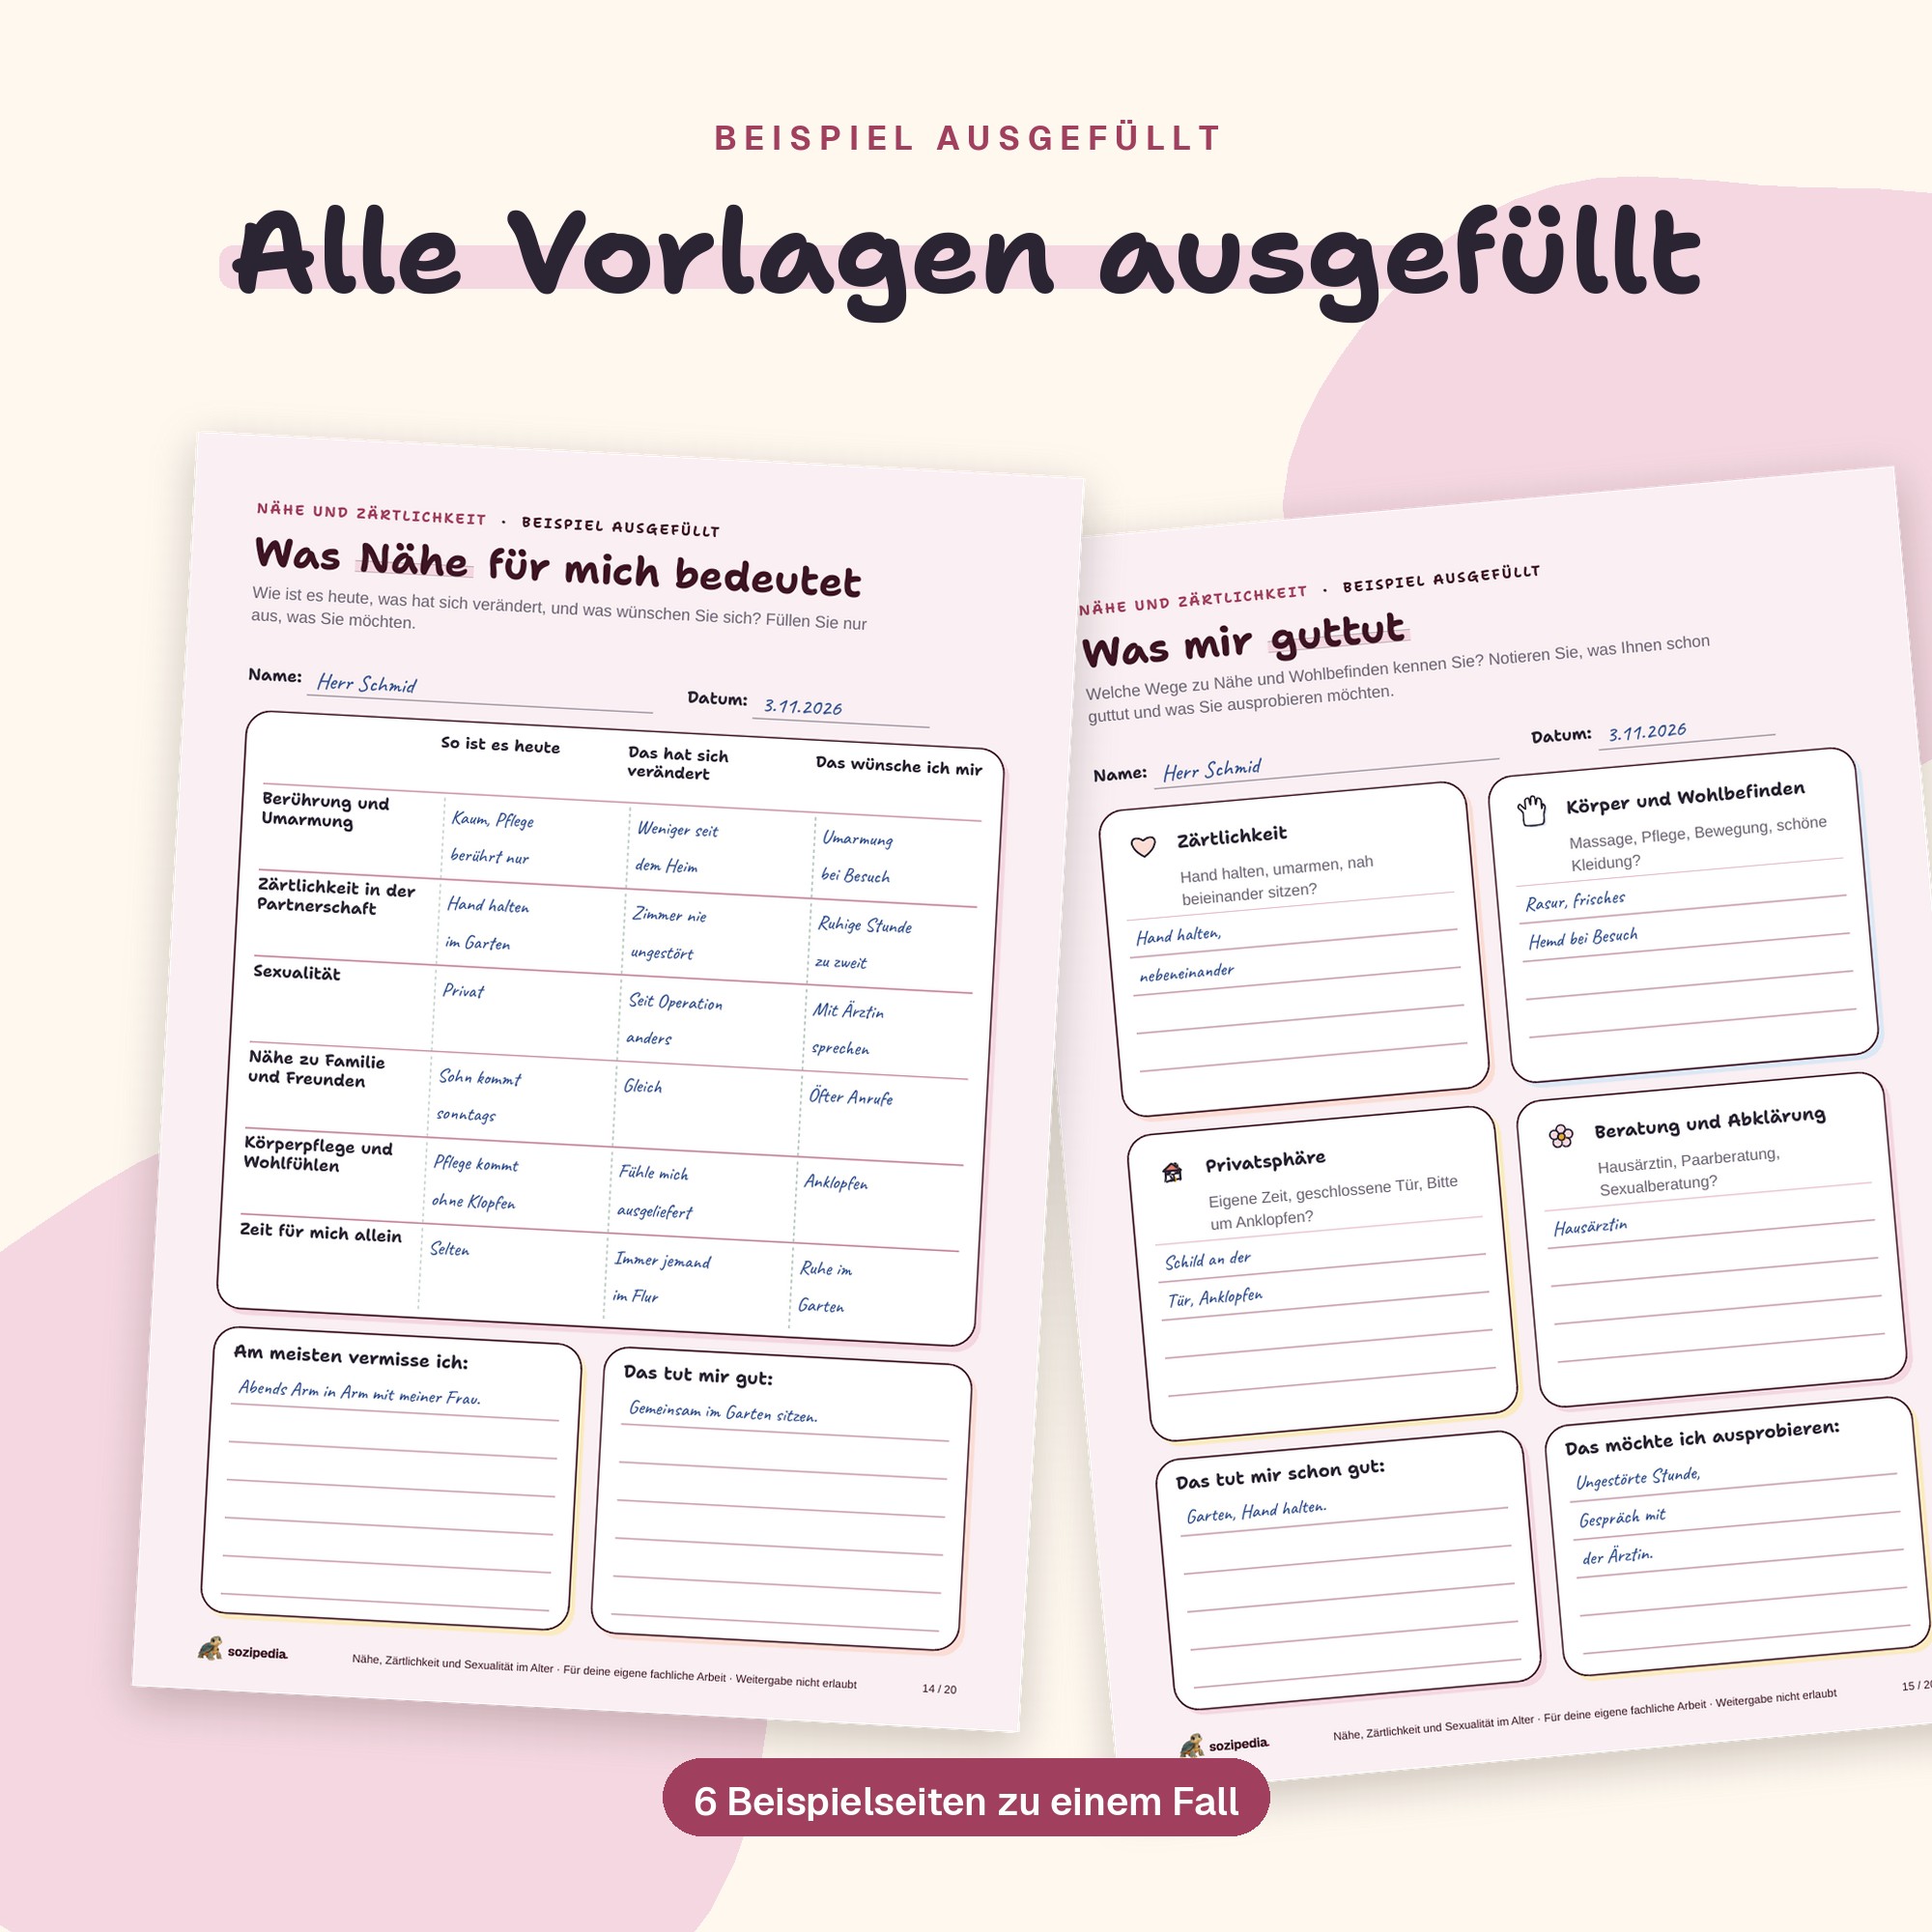 BEISPIEL AUSGEFÜLLT
Alle Vorlagen ausgefüllt
NÄHE UND ZÄRTLICHKEIT · BEISPIEL AUSGEFÜLLT
Was Nähe für mich bedeutet
Wie ist es heute, was hat sich verändert, und was wünschen Sie sich? Füllen Sie nur
aus, was Sie möchten.
Name: Herr Schmid Datum: 3.11.2026
So ist es heute
Das hat sich
verändert
Das wünsche ich mir
Berührung und
Umarmung
Kaum, Pflege
berührt nur
Weniger seit
dem Heim
Umarmung
bei Besuch
Zärtlichkeit in der
Partnerschaft
Hand halten
im Garten
Zimmer nie
ungestört
Ruhige Stunde
zu zweit
Sexualität
Privat
Seit Operation
anders
Mit Ärztin
sprechen
Nähe zu Familie
und Freunden
Sohn kommt
sonntags
Gleich
Öfter Anrufe
Körperpflege und
Wohlfühlen
Pflege kommt
ohne Klopfen
Fühle mich
ausgeliefert
Anklopfen
Zeit für mich allein
Selten
Immer jemand
im Flur
Ruhe im
Garten
Am meisten vermisse ich:
Abends Arm in Arm mit meiner Frau.
Das tut mir gut:
Gemeinsam im Garten sitzen.
sozipedia.
Nähe, Zärtlichkeit und Sexualität im Alter · Für deine eigene fachliche Arbeit · Weitergabe nicht erlaubt
14 / 20
NÄHE UND ZÄRTLICHKEIT · BEISPIEL AUSGEFÜLLT
Was mir guttut
Welche Wege zu Nähe und Wohlbefinden kennen Sie? Notieren Sie, was Ihnen schon
guttut und was Sie ausprobieren möchten.
Name: Herr Schmid Datum: 3.11.2026
Zärtlichkeit
Hand halten, umarmen, nah
beieinander sitzen?
Hand halten,
nebeneinander
Körper und Wohlbefinden
Massage, Pflege, Bewegung, schöne
Kleidung?
Rasur, frisches
Hemd bei Besuch
Privatsphäre
Eigene Zeit, geschlossene Tür, Bitte
um Anklopfen?
Schild an der
Tür, Anklopfen
Beratung und Abklärung
Hausärztin, Paarberatung,
Sexualberatung?
Hausärztin
Das tut mir schon gut:
Garten, Hand halten.
Das möchte ich ausprobieren:
Ungestörte Stunde,
Gespräch mit
der Ärztin.
sozipedia.
Nähe, Zärtlichkeit und Sexualität im Alter · Für deine eigene fachliche Arbeit · Weitergabe nicht erlaubt
15 / 20
6 Beispielseiten zu einem Fall